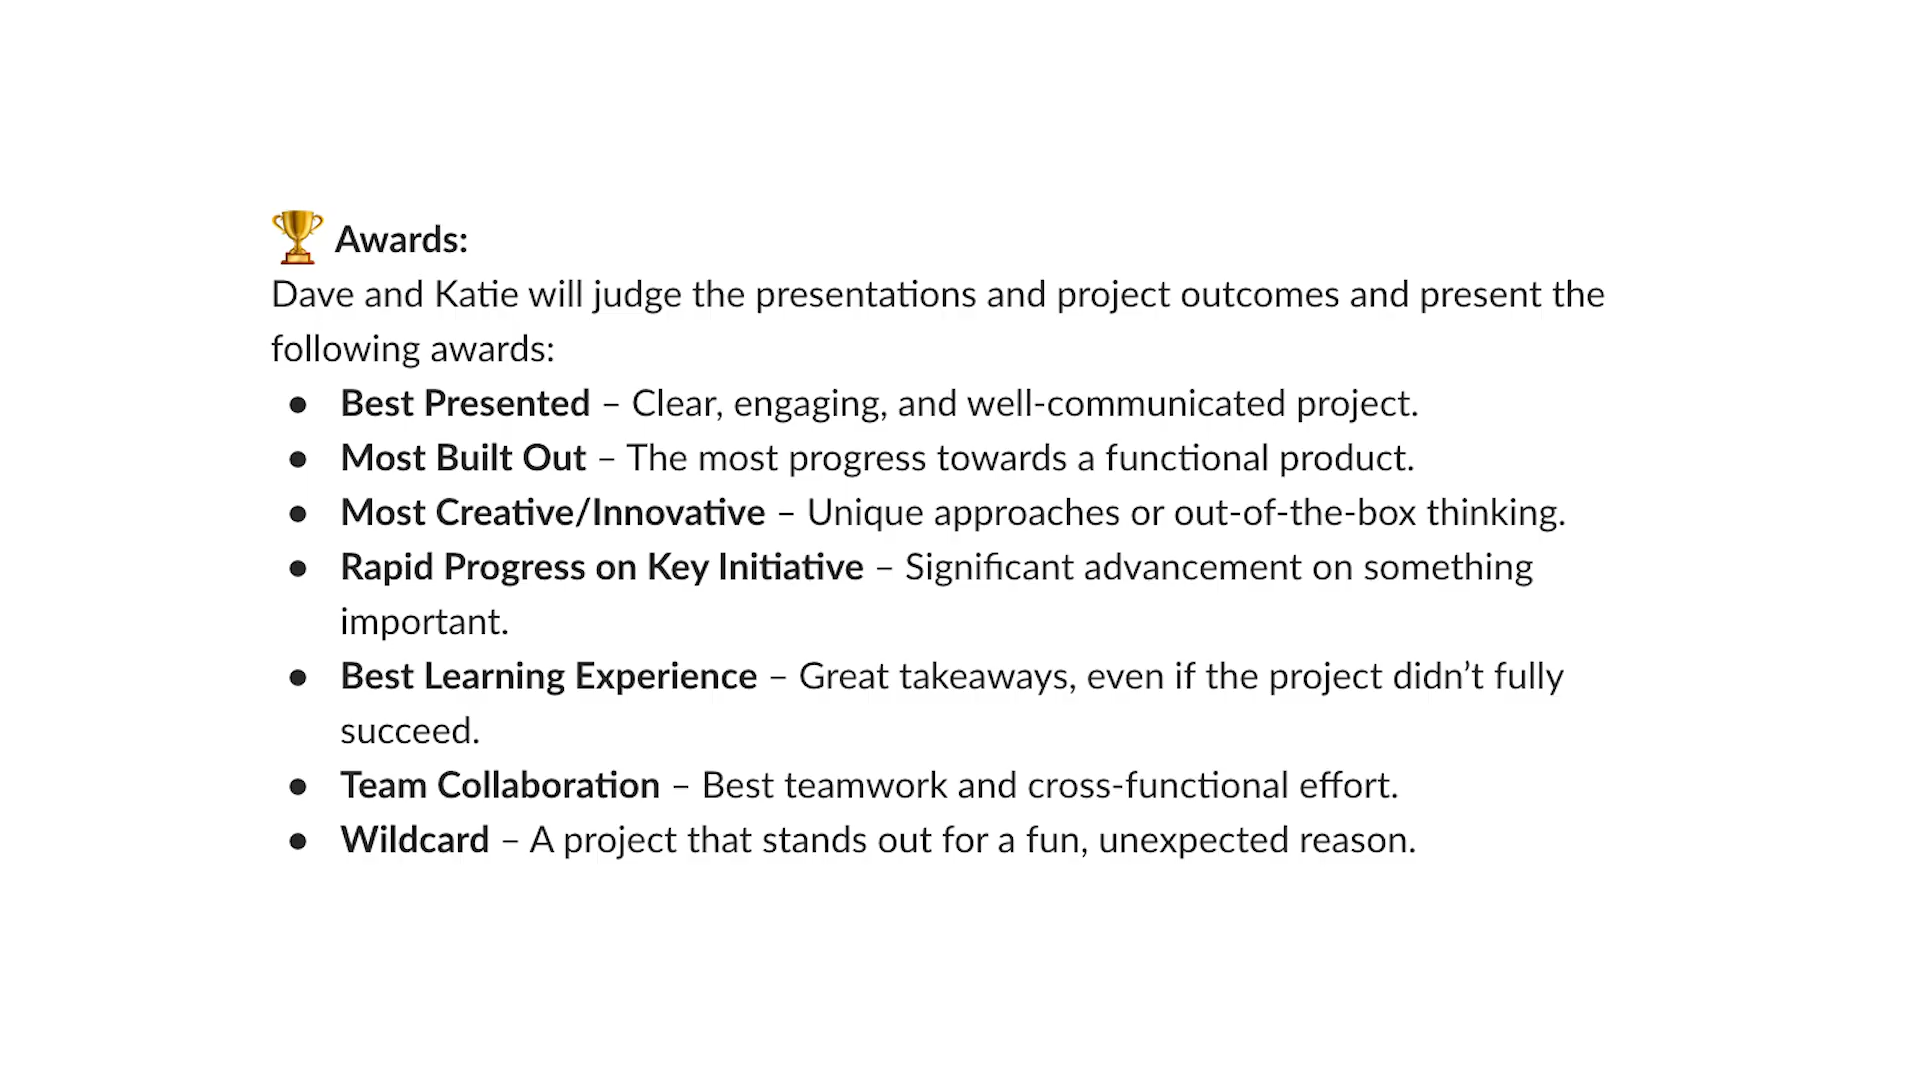 🏆 Awards:
Dave and Katie will judge the presentations and project outcomes and present the
following awards:
● Best Presented – Clear, engaging, and well-communicated project.
● Most Built Out – The most progress towards a functional product.
● Most Creative/Innovative – Unique approaches or out-of-the-box thinking.
● Rapid Progress on Key Initiative – Significant advancement on something
important.
● Best Learning Experience – Great takeaways, even if the project didn’t fully
succeed.
● Team Collaboration – Best teamwork and cross-functional effort.
● Wildcard – A project that stands out for a fun, unexpected reason.